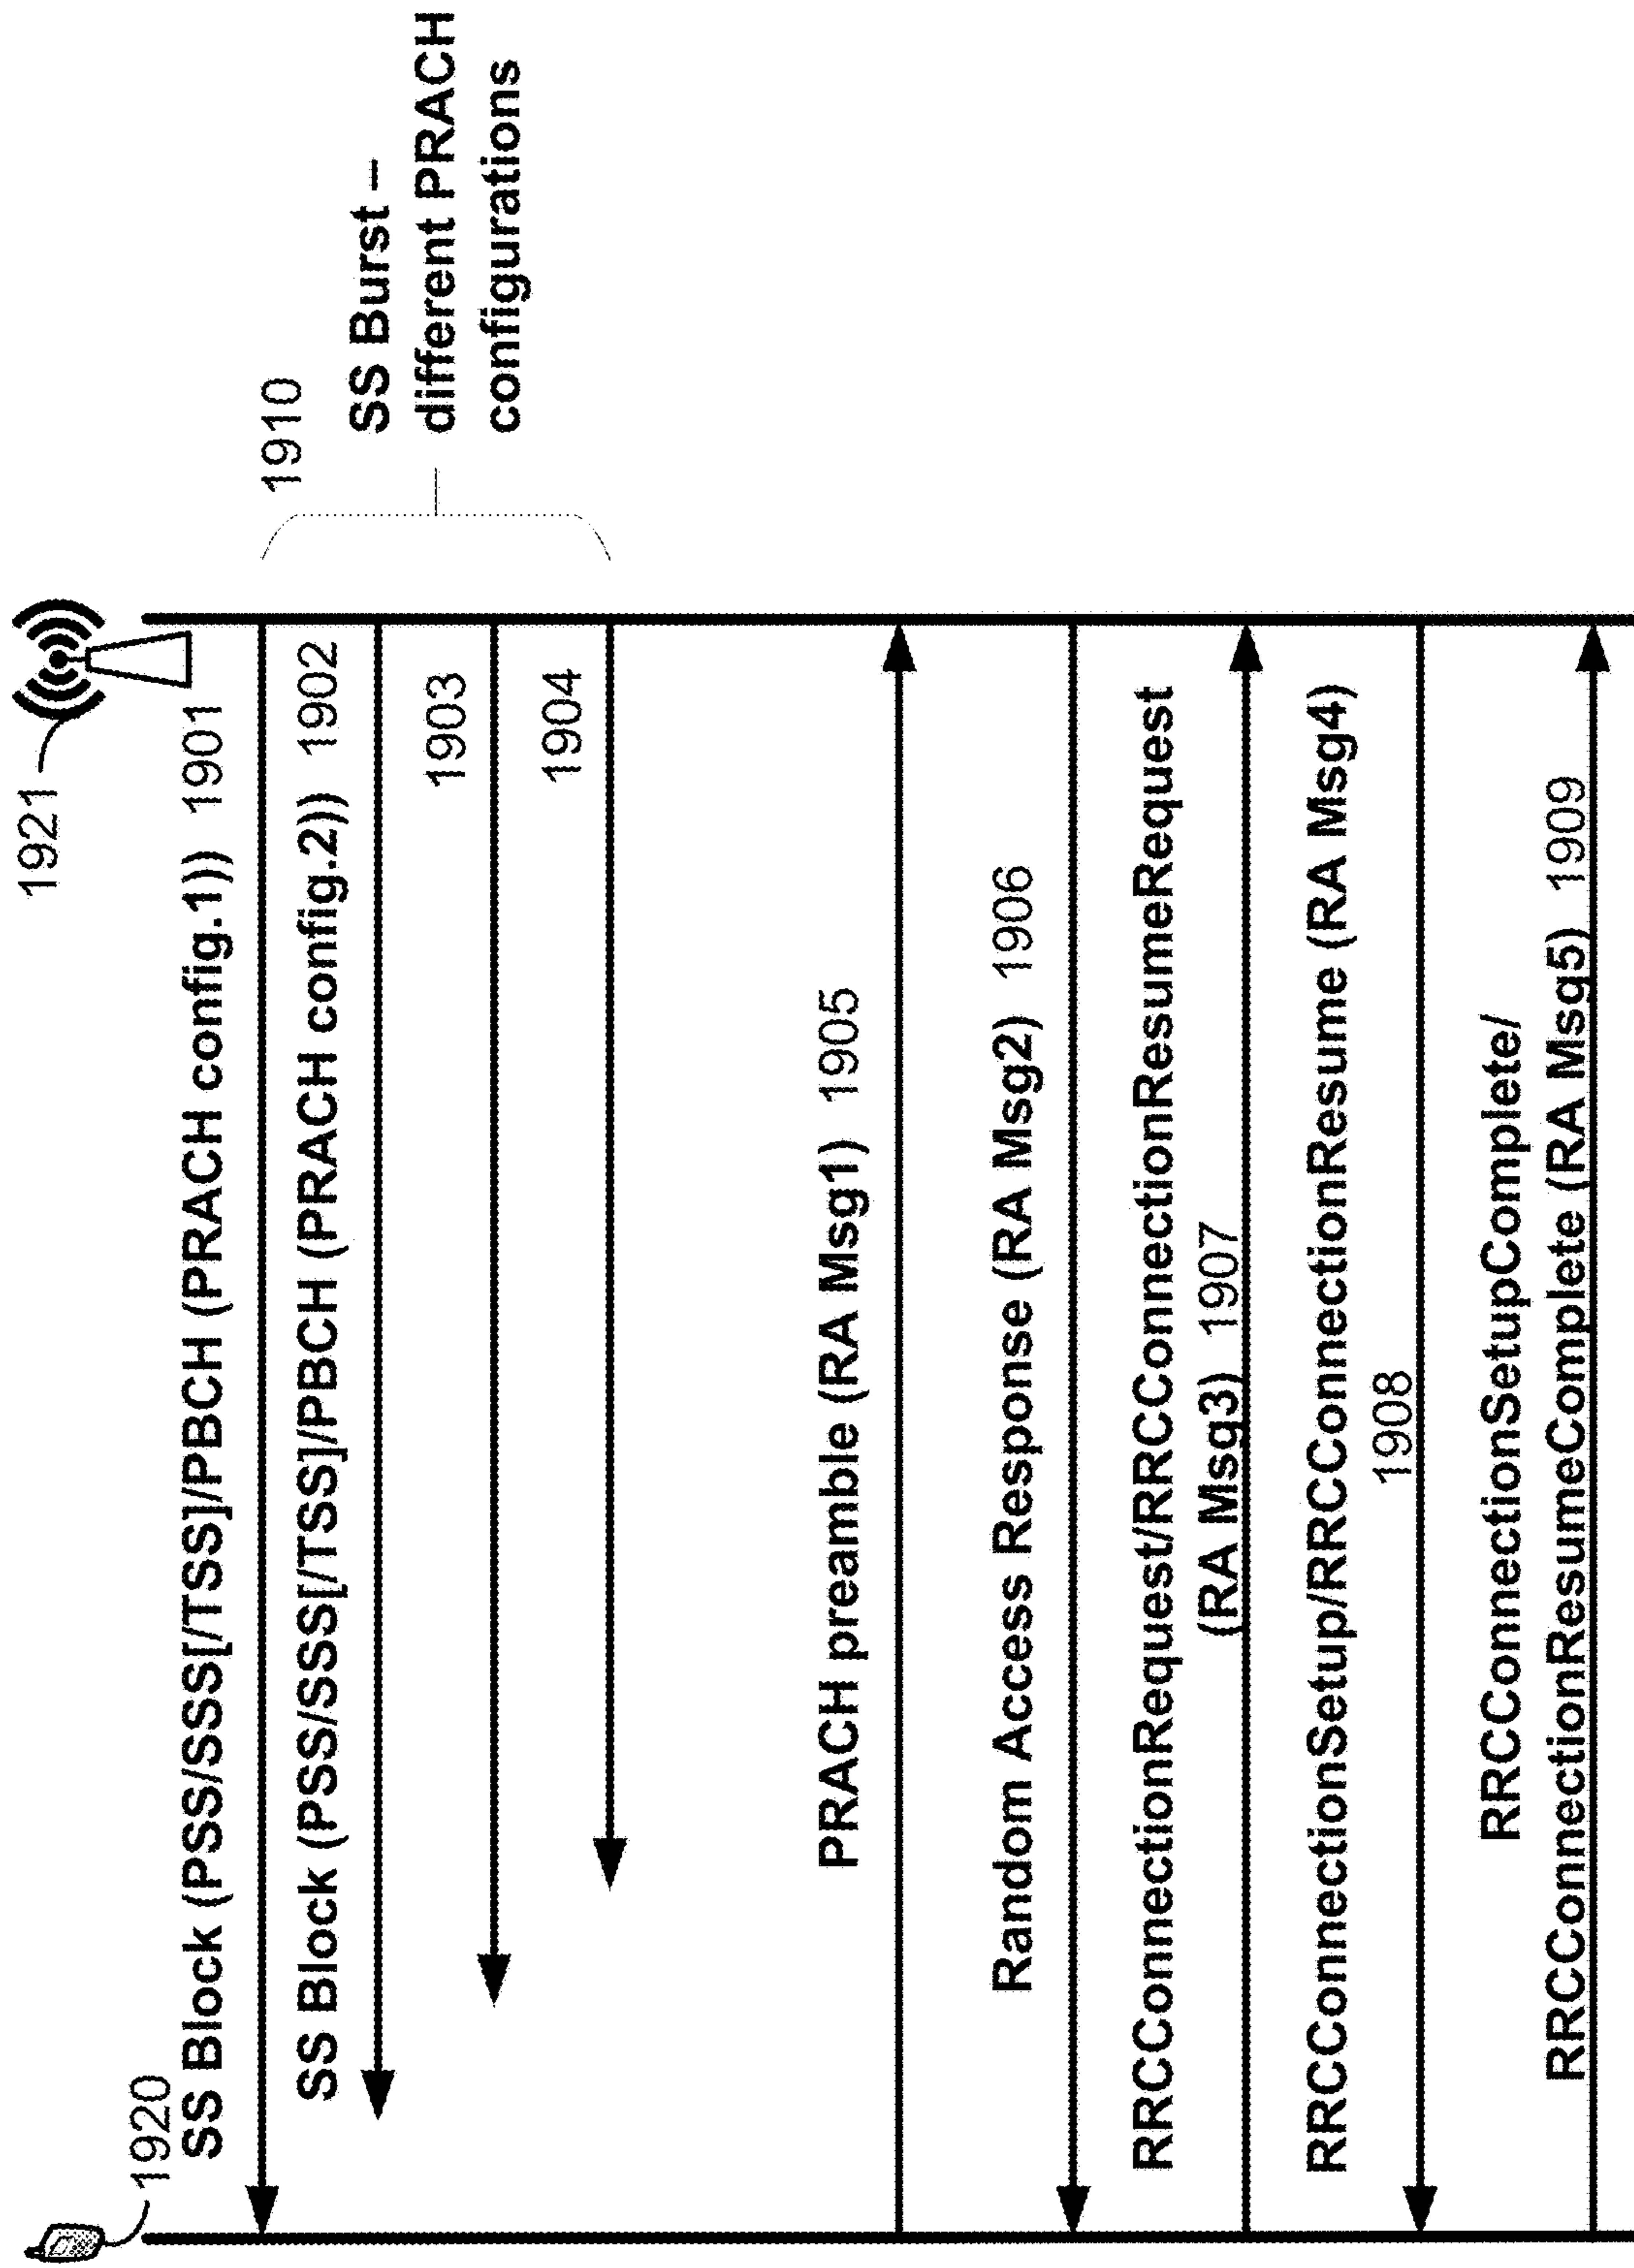 1920
1921
SS Block (PSS/SSS[/TSS]/PBCH (PRACH config.1)) 1901
SS Block (PSS/SSS[/TSS]/PBCH (PRACH config.2)) 1902
1903
1904
1910
SS Burst –
different PRACH
configurations
PRACH preamble (RA Msg1) 1905
Random Access Response (RA Msg2) 1906
RRCConnectionRequest/RRCConnectionResumeRequest
(RA Msg3) 1907
RRCConnectionSetup/RRCConnectionResume (RA Msg4)
1908
RRCConnectionSetupComplete/
RRCConnectionResumeComplete (RA Msg5) 1909